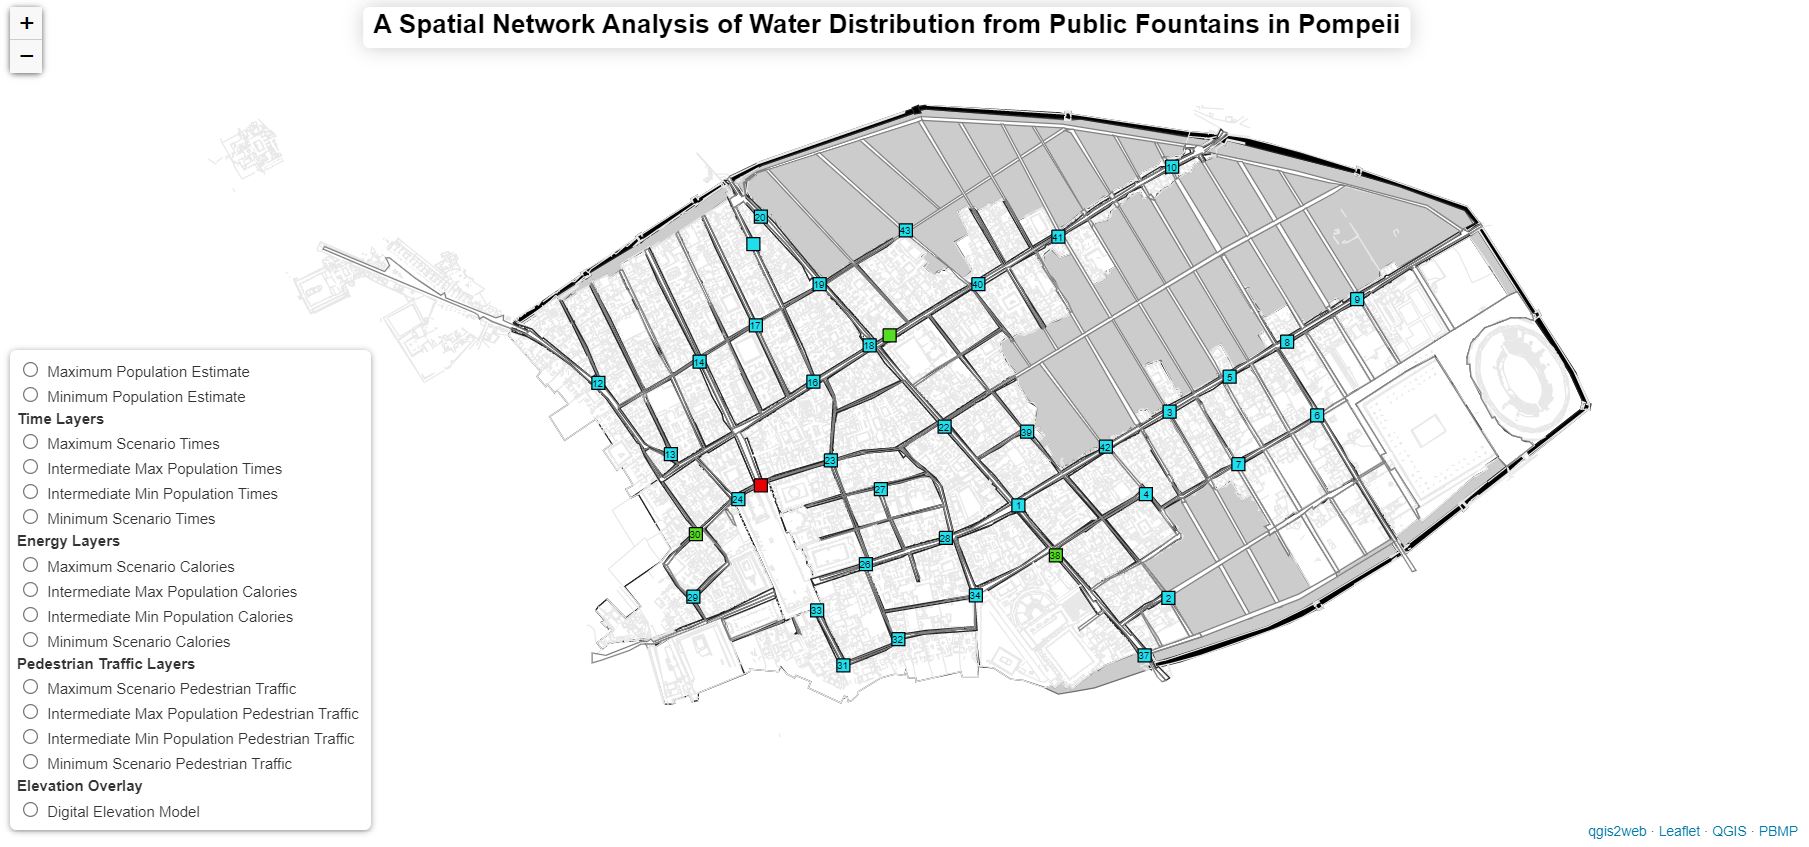 +
A Spatial Network Analysis of Water Distribution from Public Fountains in Pompeii
−
10
20
43
41
19
40
9
17
18
8
14
16
5
12
3
6
22
39
42
13
23
7
27
4
24
1
30
28
38
26
29
34
2
33
32
37
31
Maximum Population Estimate
Minimum Population Estimate
Time Layers
Maximum Scenario Times
Intermediate Max Population Times
Intermediate Min Population Times
Minimum Scenario Times
Energy Layers
Maximum Scenario Calories
Intermediate Max Population Calories
Intermediate Min Population Calories
Minimum Scenario Calories
Pedestrian Traffic Layers
Maximum Scenario Pedestrian Traffic
Intermediate Max Population Pedestrian Traffic
Intermediate Min Population Pedestrian Traffic
Minimum Scenario Pedestrian Traffic
Elevation Overlay
Digital Elevation Model
qgis2web · Leaflet · QGIS · PBMP